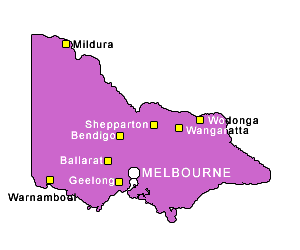 Mildura
Wodonga
Shepparton
Wangaratta
Bendigo
Ballarat
MELBOURNE
Geelong
Warnambool